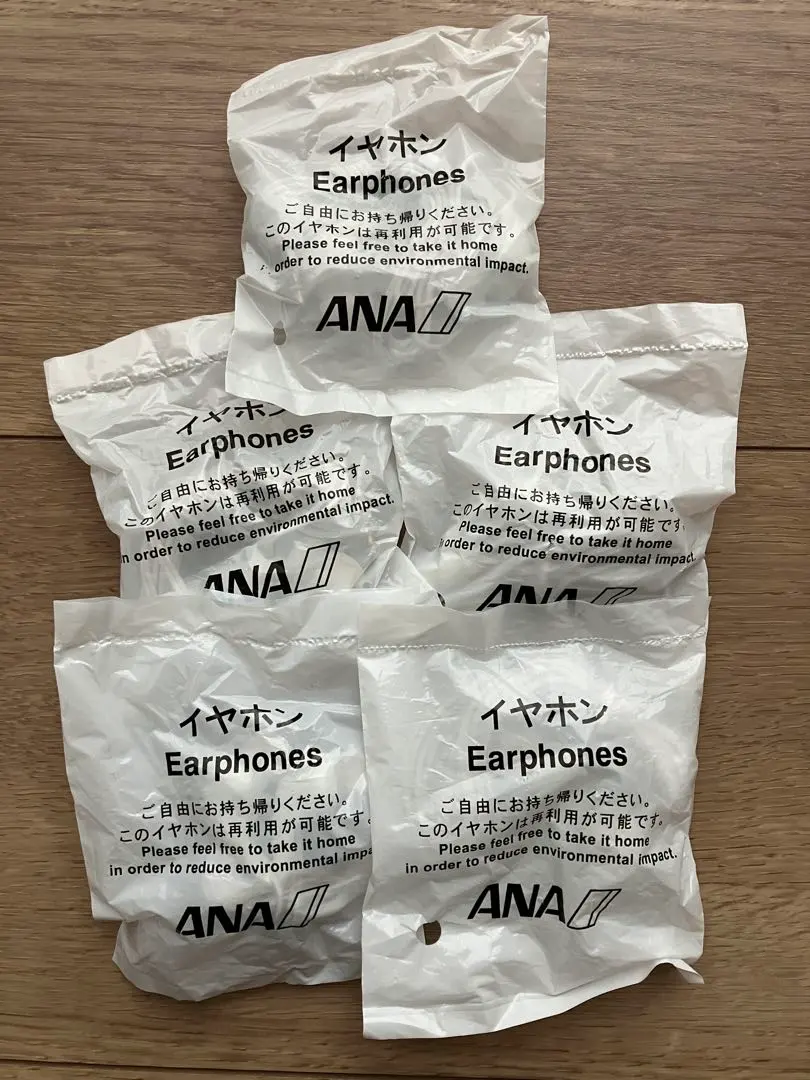 イヤホン
Earphones
ご自由にお持ち帰りください。
このイヤホンは再利用が可能です。
Please feel free to take it home
order to reduce environmental impact.
ANA
イヤホン
Earphones
ご自由にお持ち帰りください。
このイヤホンは再利用が可能です。
Please feel free to take it home
in order to reduce environmental impact.
ANA
イヤホン
Earphones
ご自由にお持ち帰りください。
このイヤホンは再利用が可能です。
Please feel free to take it home
order to reduce environmental impact.
ANA
イヤホン
Earphones
ご自由にお持ち帰りください。
このイヤホンは再利用が可能です。
Please feel free to take it home
in order to reduce environmental impa
ANA
イヤホン
Earphones
ご自由にお持ち帰りください。
このイヤホンは再利用が可能です。
Please feel free to take it home
in order to reduce environmental impact.
ANA